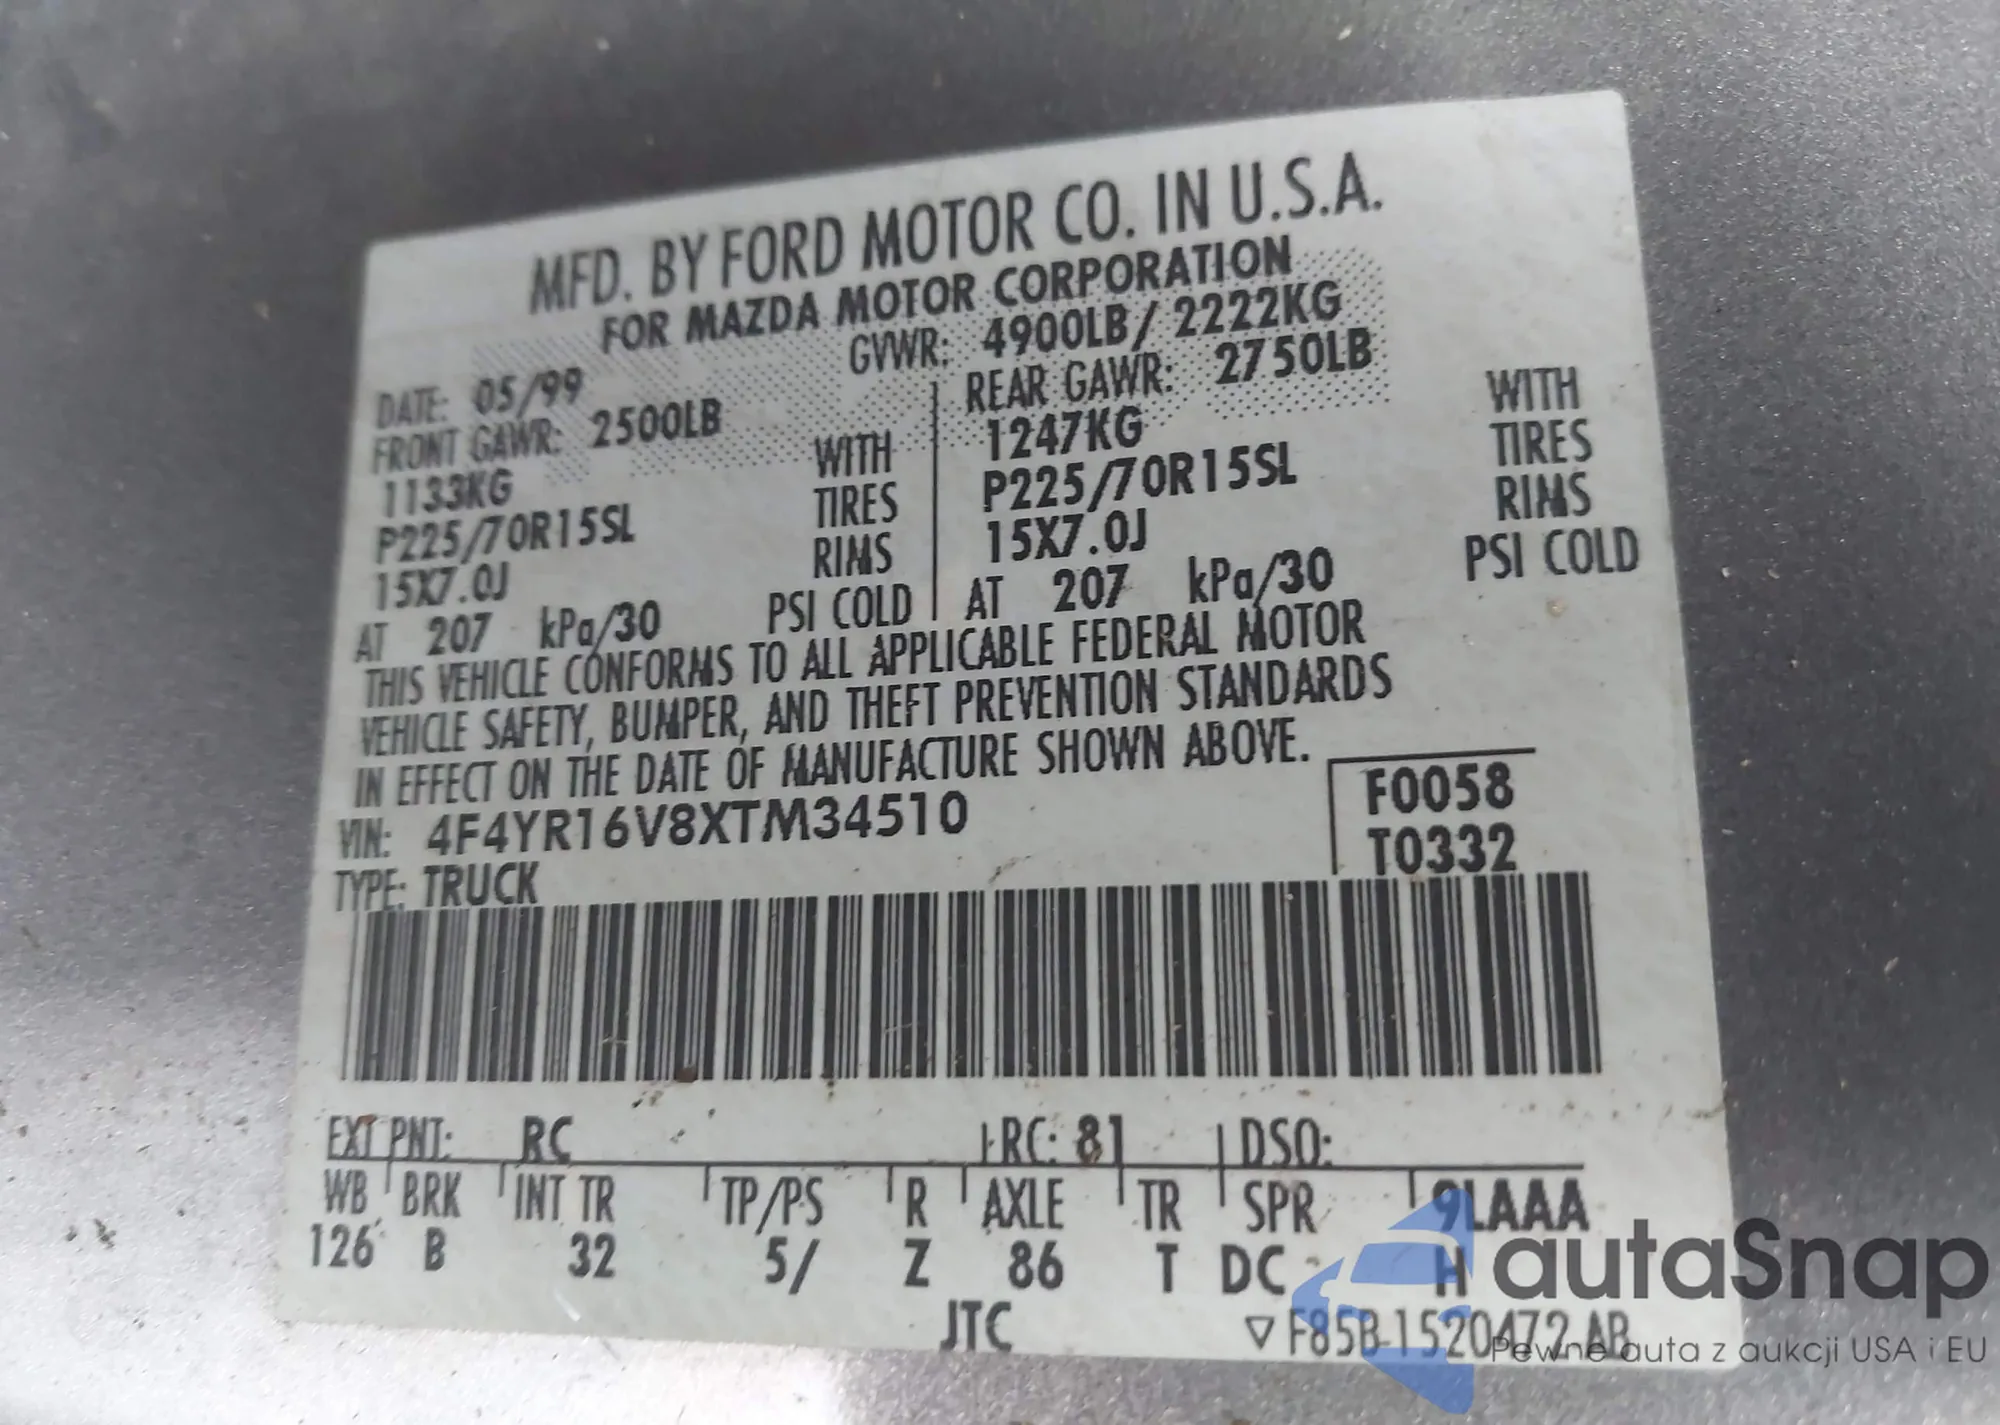 MFD. BY FORD MOTOR CO. IN U.S.A.
FOR MAZDA MOTOR CORPORATION
DATE: 05/99 GVWR: 4900LB/ 2222KG
FRONT GAWR: 2500LB REAR GAWR: 2750LB
1133KG WITH 1247KG WITH
P225/70R15SL TIRES P225/70R15SL TIRES
15X7.0J RIMS 15X7.0J RIMS
AT 207 kPa/30 PSI COLD AT 207 kPa/30 PSI COLD
THIS VEHICLE CONFORMS TO ALL APPLICABLE FEDERAL MOTOR
VEHICLE SAFETY, BUMPER, AND THEFT PREVENTION STANDARDS
IN EFFECT ON THE DATE OF MANUFACTURE SHOWN ABOVE.
VIN: 4F4YR16V8XTM34510 F0058
TYPE: TRUCK T0332
EXT PNT: RC RC: 81 DSO:
WB BRK INT TR TP/PS R AXLE TR SPR 9LAAA
126 B 32 5/ Z 86 T DC H
JTC F85B-1520472-AB
autaSnap
Pewne auta z aukcji USA i EU